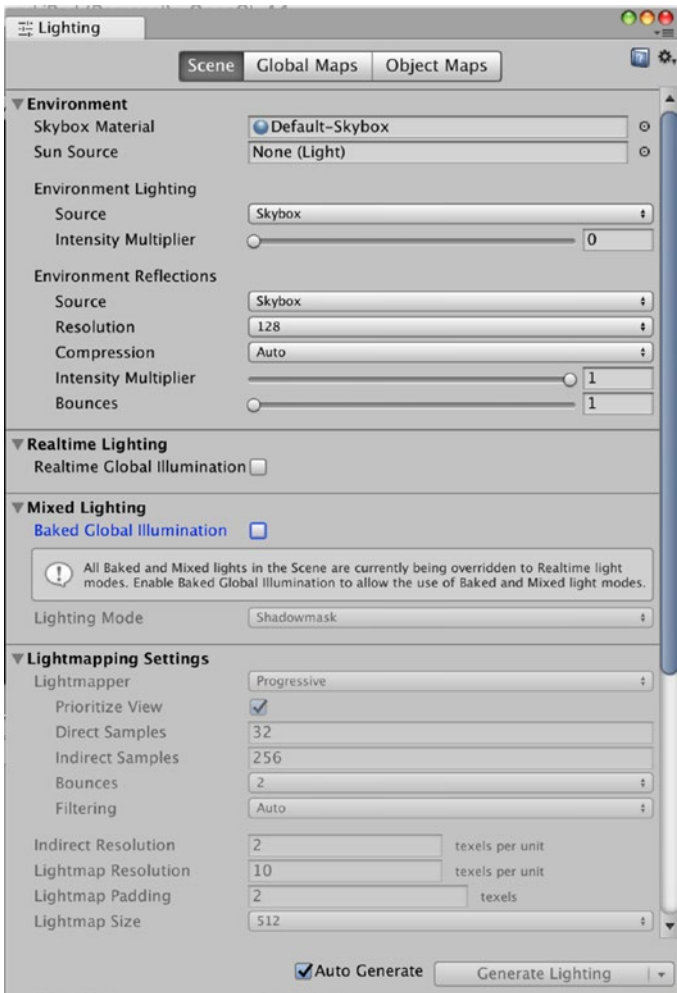 Lighting
Scene Global Maps Object Maps
Environment
Skybox Material Default-Skybox
Sun Source None (Light)
Environment Lighting
Source Skybox
Intensity Multiplier 0
Environment Reflections
Source Skybox
Resolution 128
Compression Auto
Intensity Multiplier 1
Bounces 1
Realtime Lighting
Realtime Global Illumination
Mixed Lighting
Baked Global Illumination
All Baked and Mixed lights in the Scene are currently being overridden to Realtime light
modes. Enable Baked Global Illumination to allow the use of Baked and Mixed light modes.
Lighting Mode Shadowmask
Lightmapping Settings
Lightmapper Progressive
Prioritize View
Direct Samples 32
Indirect Samples 256
Bounces 2
Filtering Auto
Indirect Resolution 2 texels per unit
Lightmap Resolution 10 texels per unit
Lightmap Padding 2 texels
Lightmap Size 512
Auto Generate Generate Lighting